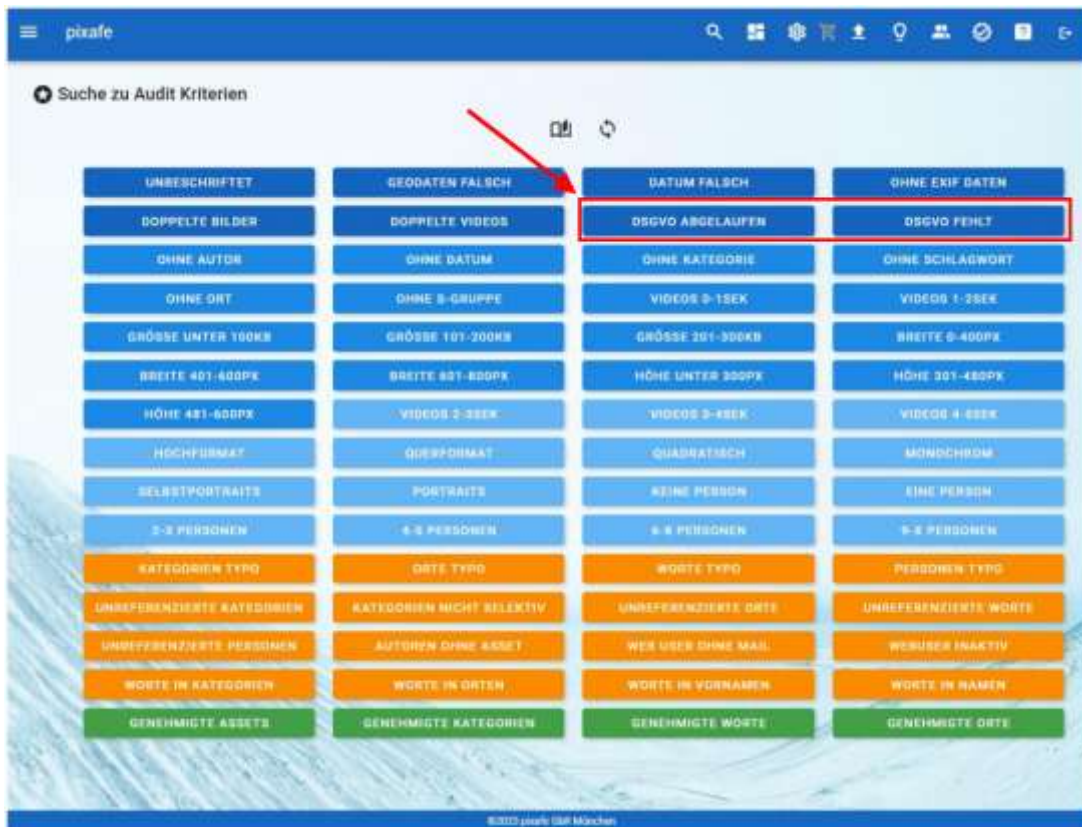 pixafe
Suche zu Audit Kriterien
UNBESCHRIFTET GEODATEN FALSCH DATUM FALSCH OHNE EXIF DATEN
DOPPELTE BILDER DOPPELTE VIDEOS DSGVO ABGELAUFEN DSGVO FEHLT
OHNE AUTOR OHNE DATUM OHNE KATEGORIE OHNE SCHLAGWORT
OHNE ORT OHNE S-GRUPPE VIDEOS 0-1SEK VIDEOS 1-2SEK
GRÖSSE UNTER 100KB GRÖSSE 101-200KB GRÖSSE 201-300KB BREITE 0-400PX
BREITE 401-600PX BREITE 601-800PX HÖHE UNTER 300PX HÖHE 301-480PX
HÖHE 481-600PX VIDEOS 2-3SEK VIDEOS 3-4SEK VIDEOS
HOCHFORMAT QUERFORMAT QUADRATISCH MONOCHROM
SELBSTPORTRAITS PORTRAITS KEINE PERSON EINE PERSON
2-3 PERSONEN PERSONEN PERSONEN PERSONEN
KATEGORIEN TYPO ORTE TYPO WORTE TYPO PERSONEN TYPO
UNREFERENZIERTE KATEGORIEN KATEGORIEN NICHT SELEKTIV UNREFERENZIERTE ORTE UNREFERENZIERTE WORTE
UNREFERENZIERTE PERSONEN AUTOREN OHNE ASSET WEB USER OHNE MAIL WEBUSER INAKTIV
WORTE IN KATEGORIEN WORTE IN ORTEN WORTE IN VORNAMEN WORTE IN NAMEN
GENEHMIGTE ASSETS GENEHMIGTE KATEGORIEN GENEHMIGTE WORTE GENEHMIGTE ORTE
©2023 pixafe GbR München